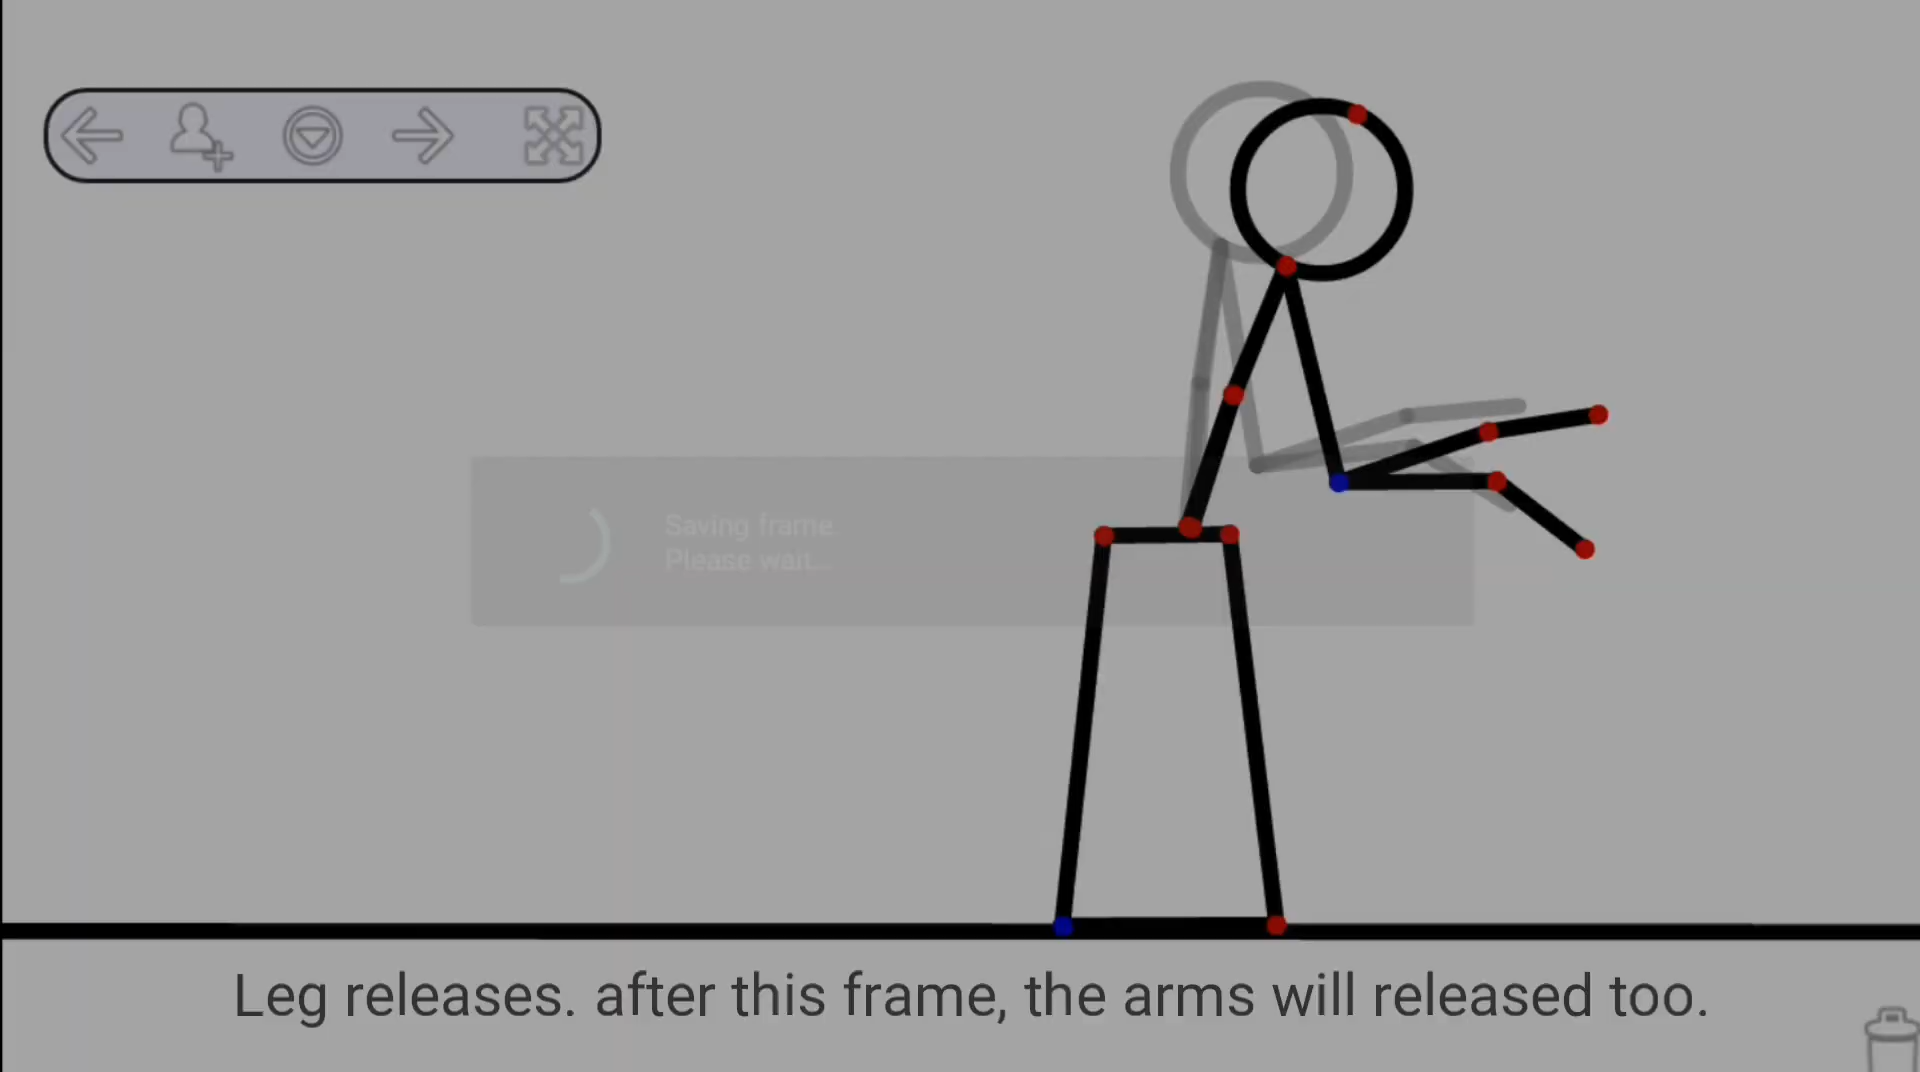 Saving frame.
Please wait...
Leg releases. after this frame, the arms will released too.